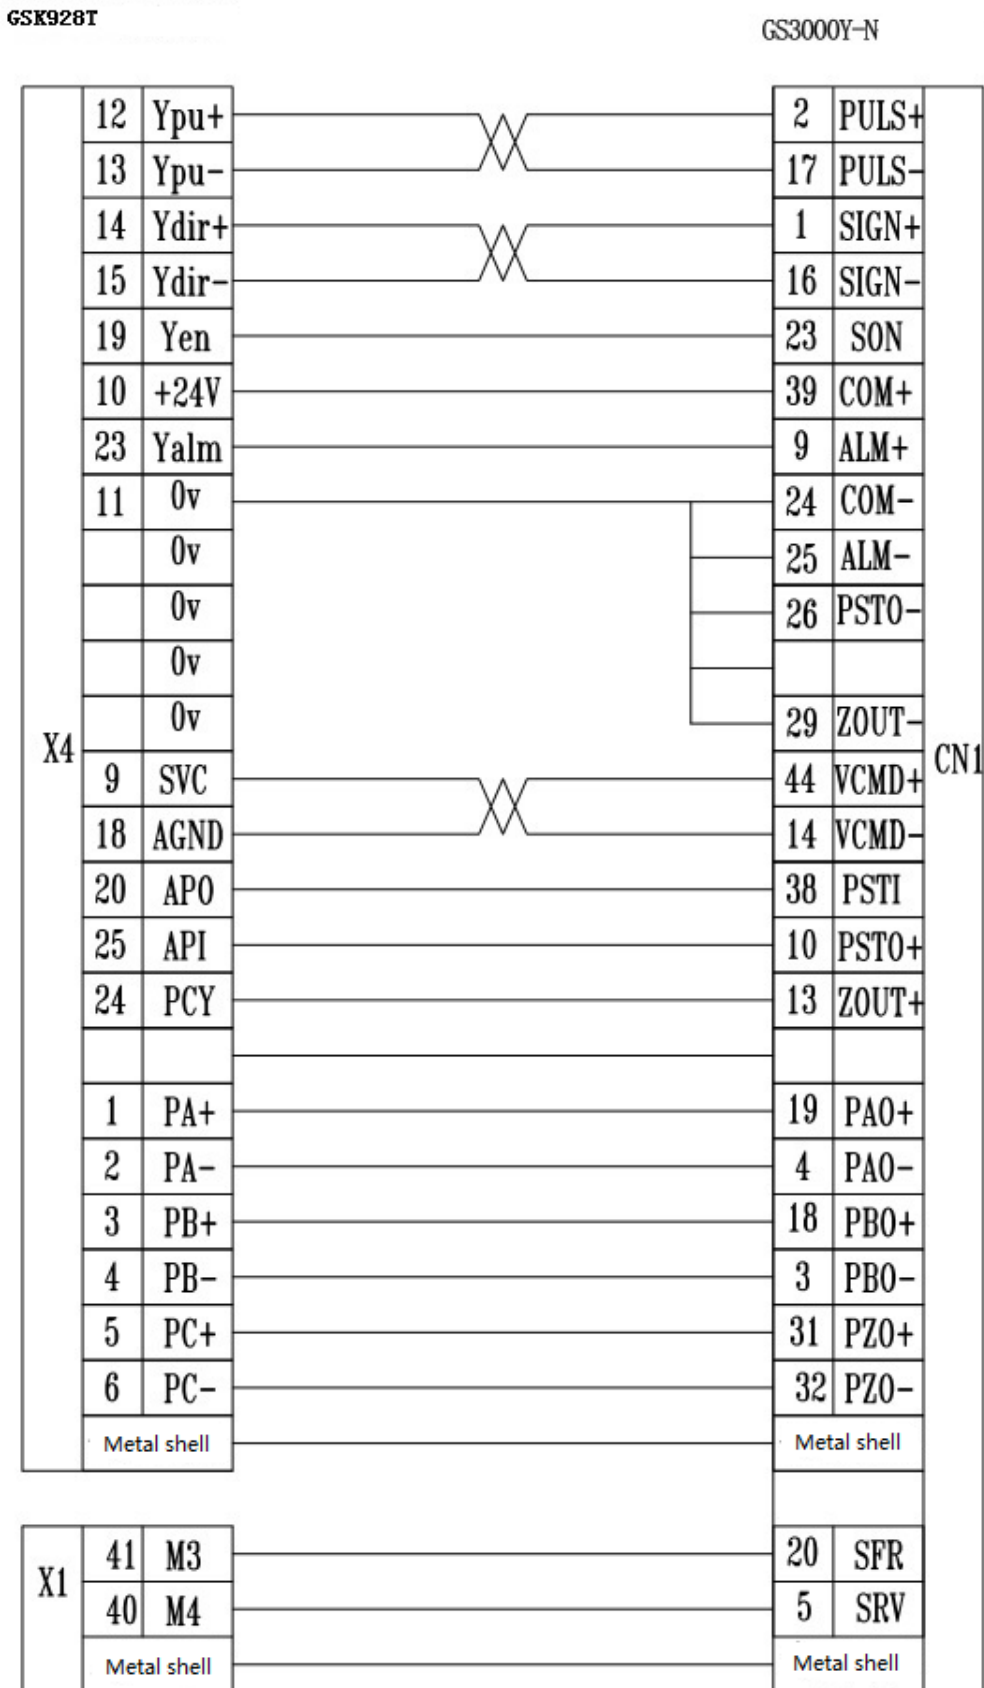 GSK928T
GS3000Y-N
12 Ypu+ 2 PULS+
13 Ypu- 17 PULS-
14 Ydir+ 1 SIGN+
15 Ydir- 16 SIGN-
19 Yen 23 SON
10 +24V 39 COM+
23 Yalm 9 ALM+
11 0v 24 COM-
0v 25 ALM-
0v 26 PSTO-
0v
0v 29 ZOUT-
X4
CN1
9 SVC 44 VCMD+
18 AGND 14 VCMD-
20 APO 38 PSTI
25 API 10 PSTO+
24 PCY 13 ZOUT+
1 PA+ 19 PAO+
2 PA- 4 PAO-
3 PB+ 18 PBO+
4 PB- 3 PBO-
5 PC+ 31 PZO+
6 PC- 32 PZO-
Metal shell Metal shell
41 M3 20 SFR
X1
40 M4 5 SRV
Metal shell Metal shell